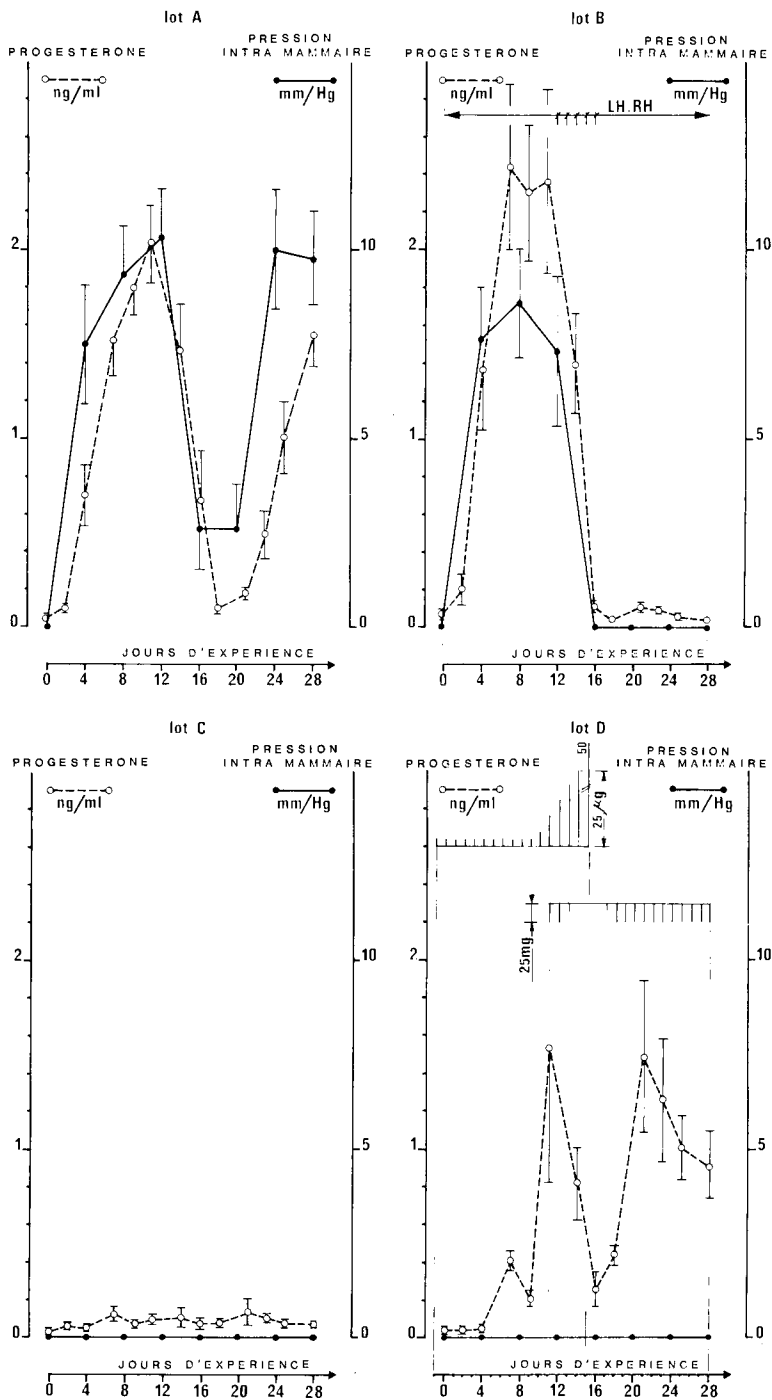 lot A
PROGESTERONE
PRESSION
INTRA MAMMAIRE
ng/ml
mm/Hg
2
1
0
10
5
0
JOURS D'EXPERIENCE
0 4 8 12 16 20 24 28
lot B
PROGESTERONE
PRESSION
INTRA MAMMAIRE
ng/ml
mm/Hg
LH.RH
2
1
0
10
5
0
JOURS D'EXPERIENCE
0 4 8 12 16 20 24 28
lot C
PROGESTERONE
PRESSION
INTRA MAMMAIRE
ng/ml
mm/Hg
2
1
0
10
5
0
JOURS D'EXPERIENCE
0 4 8 12 16 20 24 28
lot D
PROGESTERONE
PRESSION
INTRA MAMMAIRE
ng/ml
mm/Hg
50
25 µg
25mg
2
1
0
10
5
0
JOURS D'EXPERIENCE
0 4 8 12 16 20 24 28